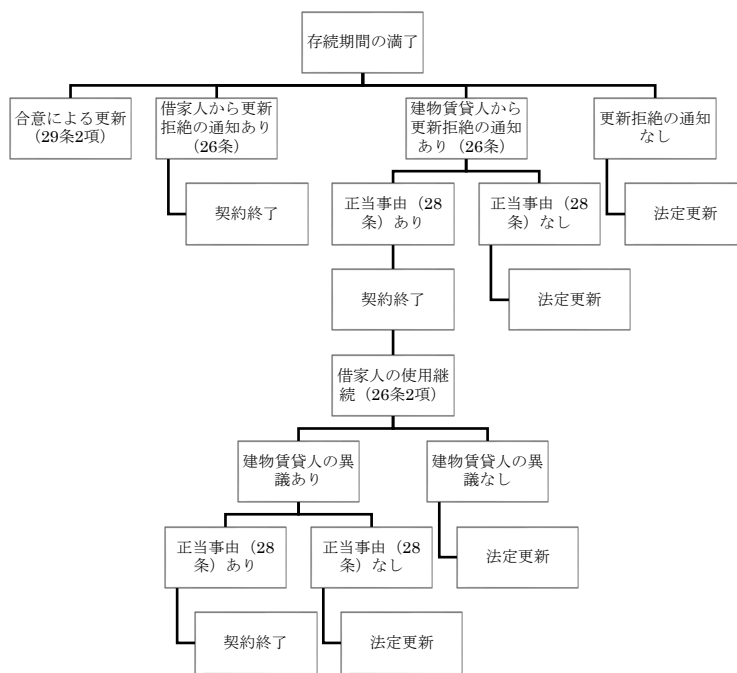 存続期間の満了
合意による更新
(29条2項)
借家人から更新
拒絶の通知あり
(26条)
建物賃貸人から
更新拒絶の通知
あり（26条）
更新拒絶の通知
なし
契約終了
正当事由（28
条）あり
正当事由（28
条）なし
法定更新
契約終了
法定更新
借家人の使用継
続（26条2項）
建物賃貸人の異
議あり
建物賃貸人の異
議なし
正当事由（28
条）あり
正当事由（28
条）なし
法定更新
契約終了
法定更新